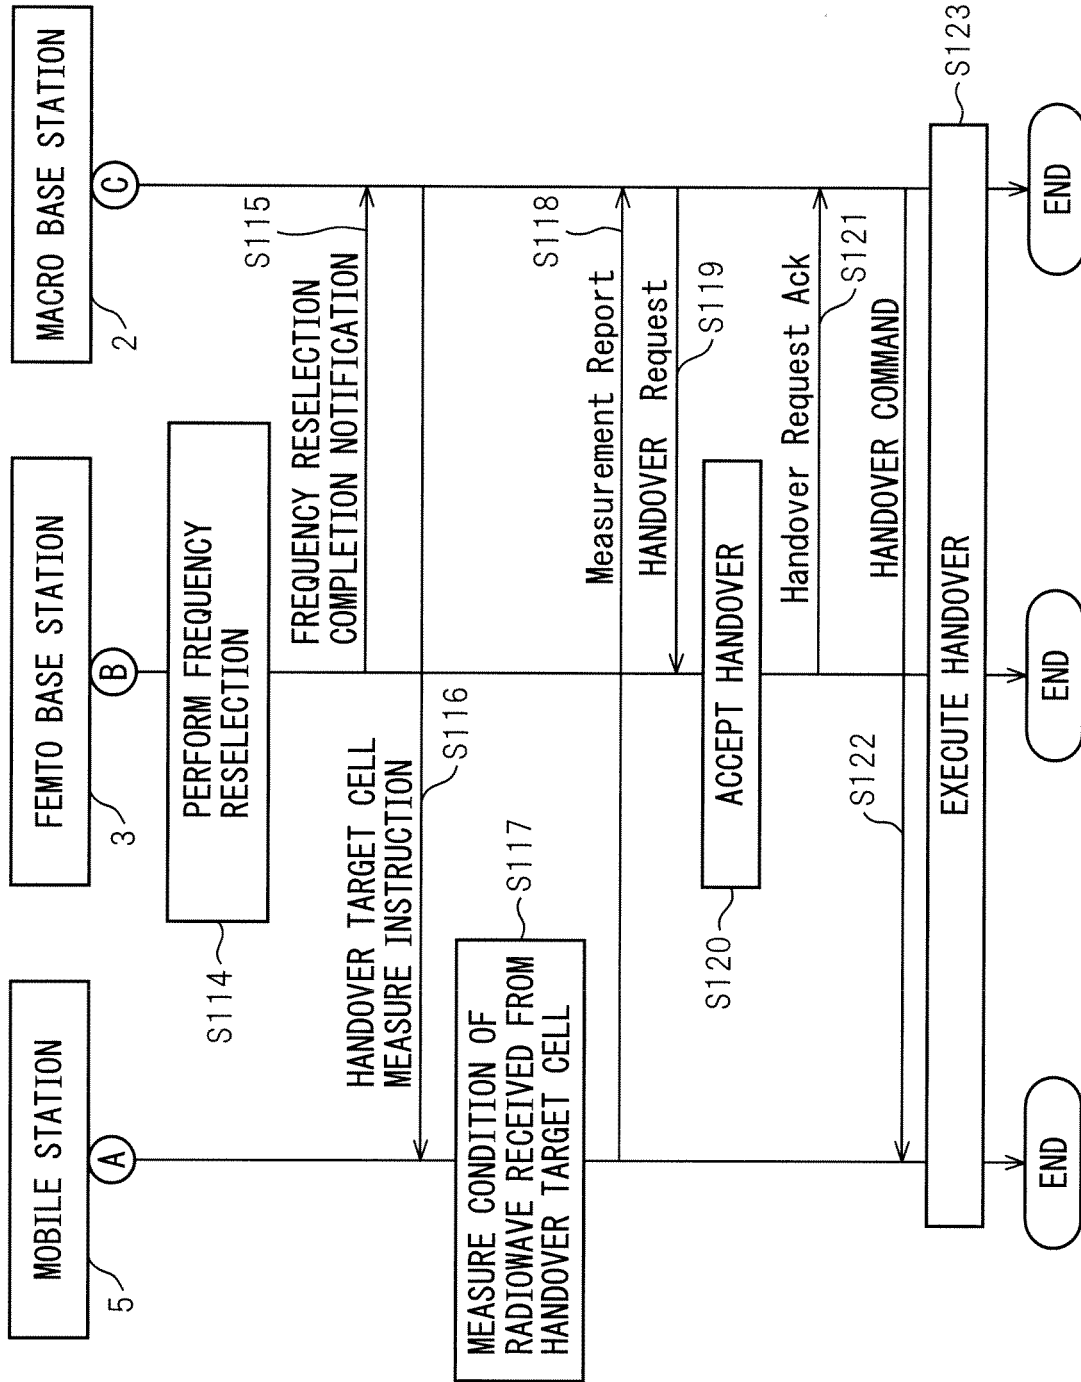 MOBILE STATION
5
FEMTO BASE STATION
3
MACRO BASE STATION
2
A
B
C
PERFORM FREQUENCY
RESELECTION
S114
FREQUENCY RESELECTION
COMPLETION NOTIFICATION
S115
HANDOVER TARGET CELL
MEASURE INSTRUCTION
S116
MEASURE CONDITION OF
RADIOWAVE RECEIVED FROM
HANDOVER TARGET CELL
S117
Measurement Report
S118
HANDOVER Request
S119
ACCEPT HANDOVER
S120
Handover Request Ack
S121
HANDOVER COMMAND
S122
EXECUTE HANDOVER
S123
END
END
END